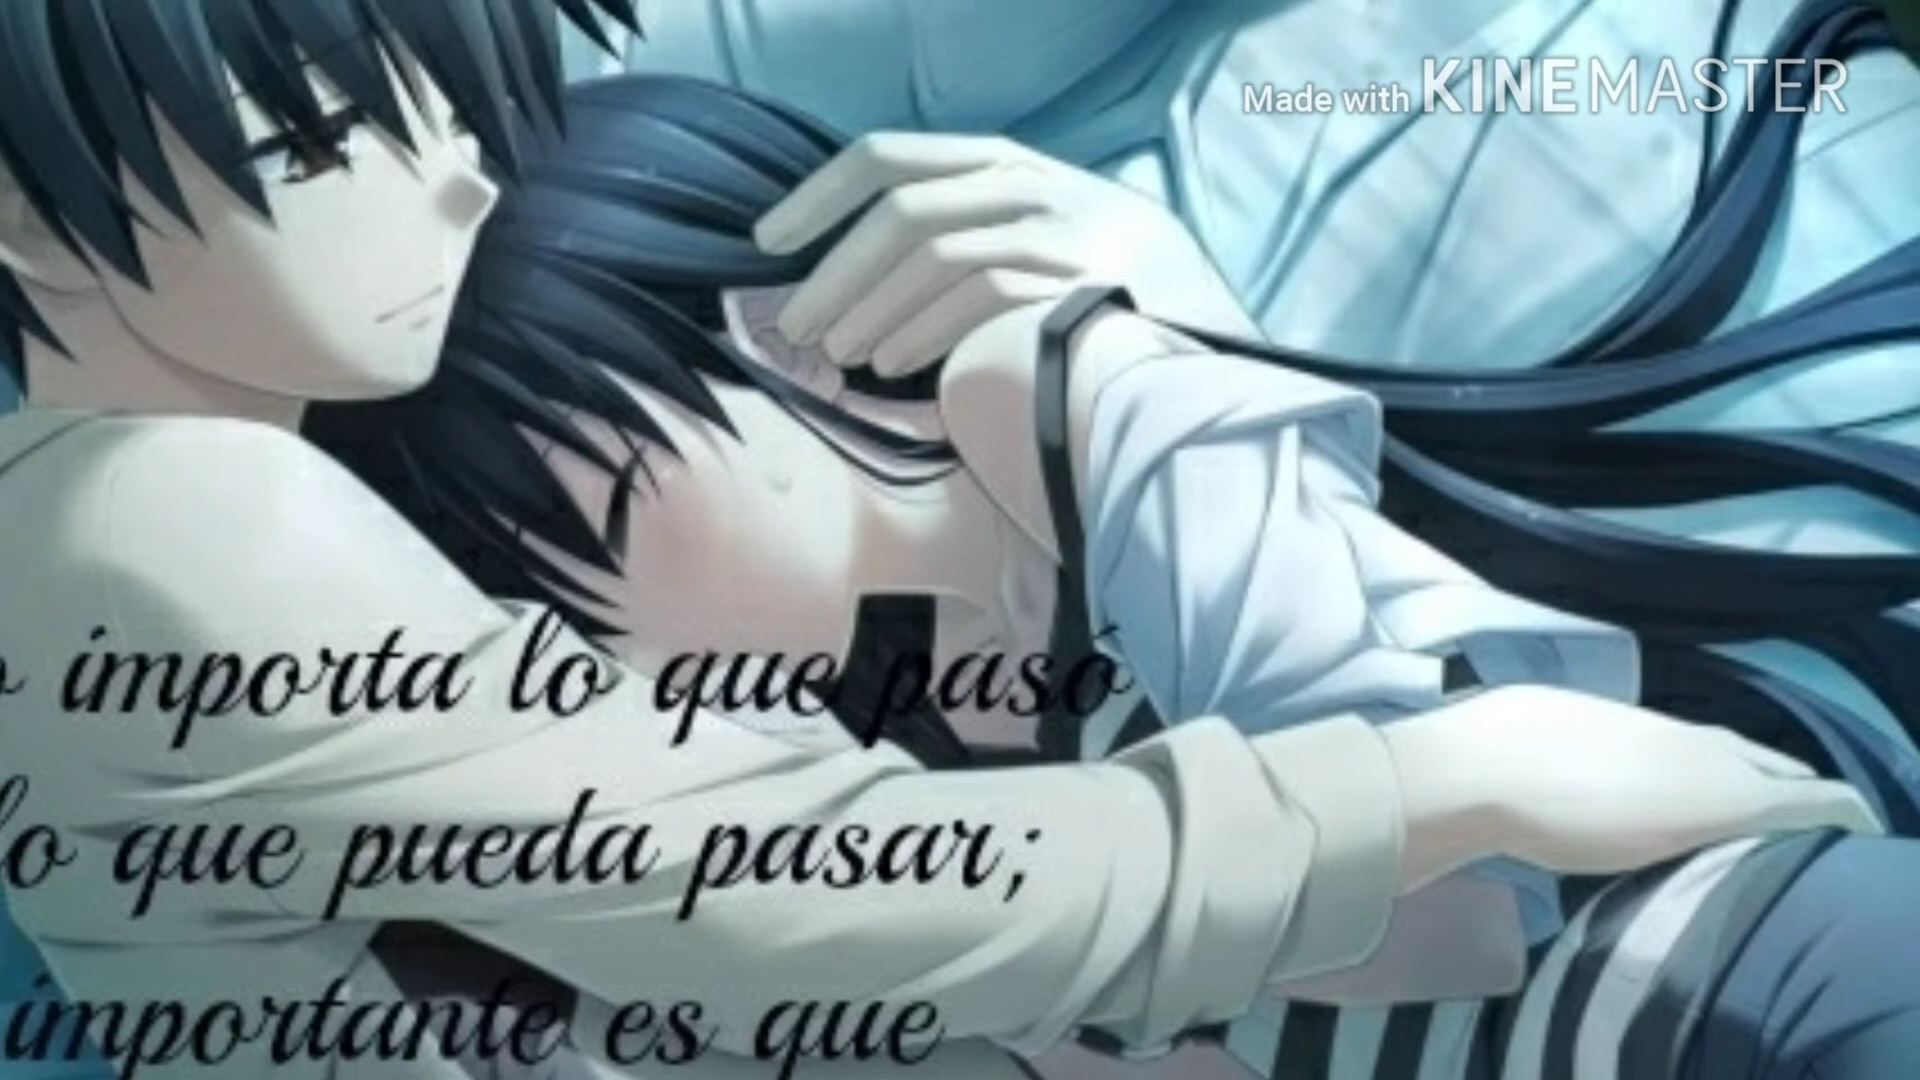 Made with KINEMASTER
o importa lo que pasó
lo que pueda pasar;
importante es que